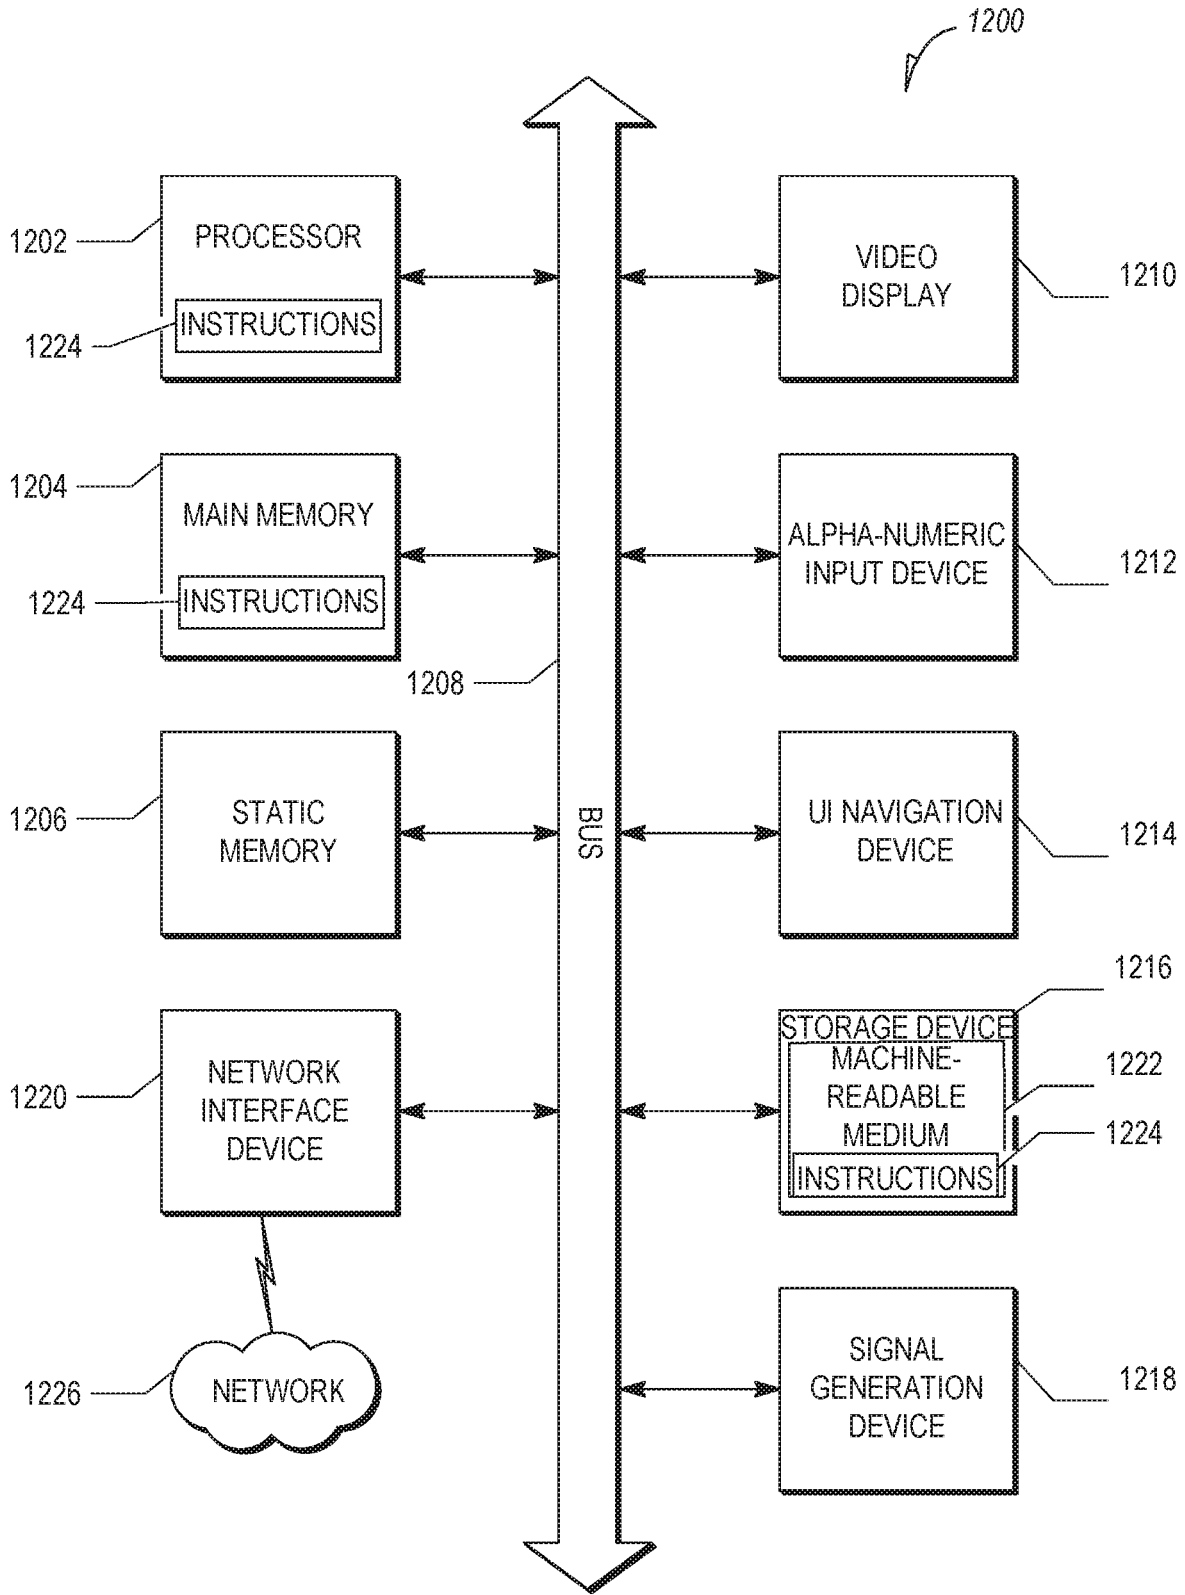 1200
1202
PROCESSOR
INSTRUCTIONS
1224
VIDEO
DISPLAY
1210
1204
MAIN MEMORY
INSTRUCTIONS
1224
ALPHA-NUMERIC
INPUT DEVICE
1212
1208
BUS
1206
STATIC
MEMORY
UI NAVIGATION
DEVICE
1214
1220
NETWORK
INTERFACE
DEVICE
1216
STORAGE DEVICE
MACHINE-
READABLE
MEDIUM
1222
INSTRUCTIONS
1224
1226
NETWORK
SIGNAL
GENERATION
DEVICE
1218